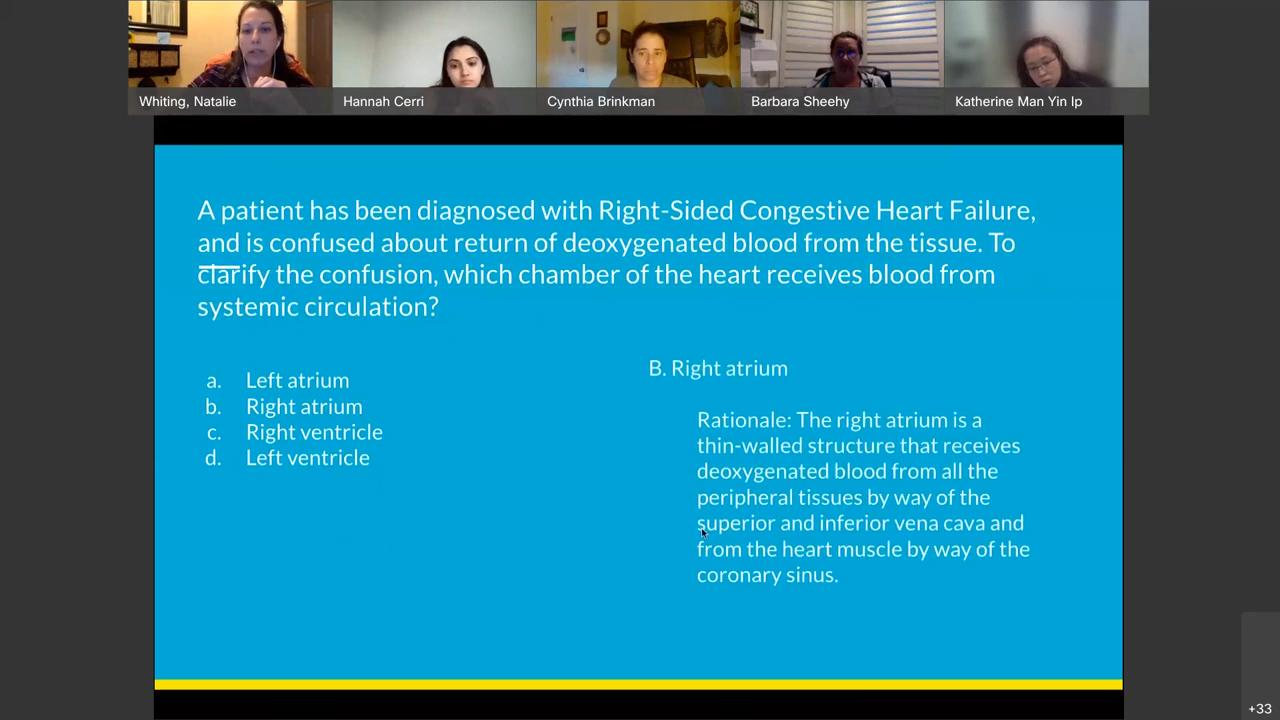 Whiting, Natalie
Hannah Cerri
Cynthia Brinkman
Barbara Sheehy
Katherine Man Yin Ip
A patient has been diagnosed with Right-Sided Congestive Heart Failure,
and is confused about return of deoxygenated blood from the tissue. To
clarify the confusion, which chamber of the heart receives blood from
systemic circulation?
a. Left atrium
b. Right atrium
c. Right ventricle
d. Left ventricle
B. Right atrium
Rationale: The right atrium is a
thin-walled structure that receives
deoxygenated blood from all the
peripheral tissues by way of the
superior and inferior vena cava and
from the heart muscle by way of the
coronary sinus.
+33